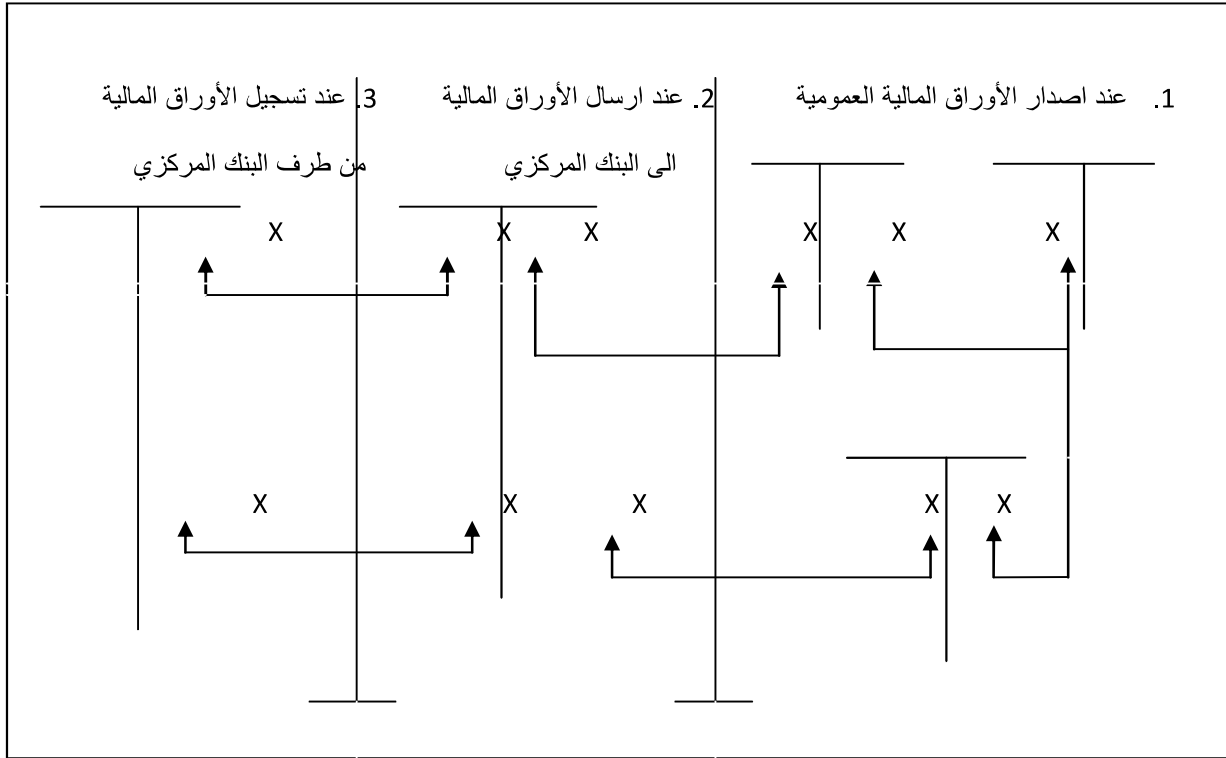 1. عند اصدار الأوراق المالية العمومية
2. عند ارسال الأوراق المالية
الى البنك المركزي
3. عند تسجيل الأوراق المالية
من طرف البنك المركزي
X X X X X X
X X X X X